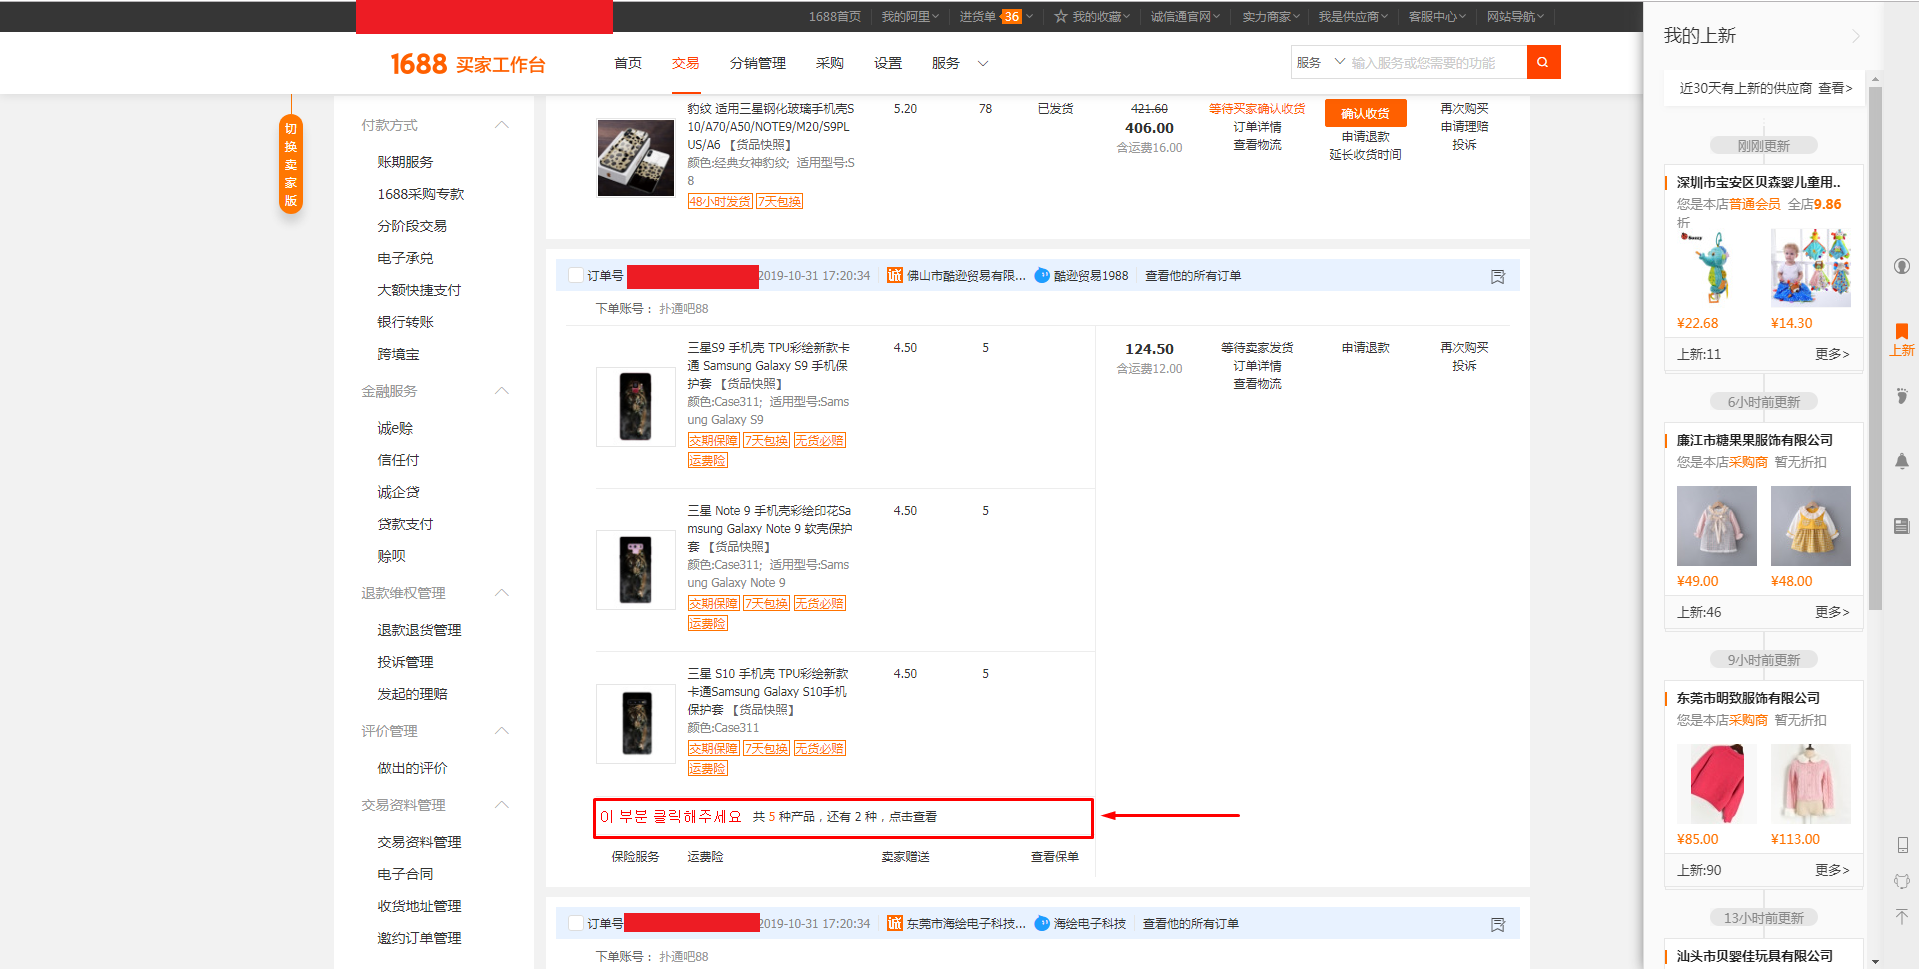 1688首页 我的阿里 进货单 36 我的收藏 诚信通官网 实力商家 我是供应商 客服中心 网站导航
1688 买家工作台 首页 交易 分销管理 采购 设置 服务
服务 输入服务或您需要的功能
切换卖家版
付款方式
账期服务
1688采购专款
分阶段交易
电子承兑
大额快捷支付
银行转账
跨境宝
金融服务
诚e赊
信任付
诚企贷
贷款支付
赊呗
退款维权管理
退款退货管理
投诉管理
发起的理赔
评价管理
做出的评价
交易资料管理
交易资料管理
电子合同
收货地址管理
邀约订单管理
豹纹 适用三星钢化玻璃手机壳S
10/A70/A50/NOTE9/M20/S9PL
US/A6 【货品快照】
颜色:经典女神豹纹; 适用型号:S
8
48小时发货 7天包换
5.20 78 已发货
421.60
406.00
含运费16.00
等待买家确认收货
订单详情
查看物流
确认收货
申请退款
延长收货时间
再次购买
申请理赔
投诉
订单号 2019-10-31 17:20:34 诚 佛山市酷逊贸易有限... 酷逊贸易1988 查看他的所有订单
下单账号： 扑通吧88
三星S9 手机壳 TPU彩绘新款卡
通 Samsung Galaxy S9 手机保
护套 【货品快照】
颜色:Case311; 适用型号:Sams
ung Galaxy S9
交期保障 7天包换 无货必赔
运费险
4.50 5
124.50
含运费12.00
等待卖家发货
订单详情
查看物流
申请退款
再次购买
投诉
三星 Note 9 手机壳彩绘印花Sa
msung Galaxy Note 9 软壳保护
套 【货品快照】
颜色:Case311; 适用型号:Sams
ung Galaxy Note 9
交期保障 7天包换 无货必赔
运费险
4.50 5
三星 S10 手机壳 TPU彩绘新款
卡通Samsung Galaxy S10手机
保护套 【货品快照】
颜色:Case311
交期保障 7天包换 无货必赔
运费险
4.50 5
이 부분 클릭해주세요 共 5 种产品，还有 2 种，点击查看
保险服务 运费险 卖家赠送 查看保单
订单号 2019-10-31 17:20:34 诚 东莞市海绘电子科技... 海绘电子科技 查看他的所有订单
下单账号： 扑通吧88
我的上新
近30天有上新的供应商 查看>
刚刚更新
深圳市宝安区贝森婴儿童用..
您是本店普通会员 全店9.86
折
¥22.68 ¥14.30
上新:11 更多>
6小时前更新
廉江市糖果果服饰有限公司
您是本店采购商 暂无折扣
¥49.00 ¥48.00
上新:46 更多>
9小时前更新
东莞市明致服饰有限公司
您是本店采购商 暂无折扣
¥85.00 ¥113.00
上新:90 更多>
13小时前更新
汕头市贝婴佳玩具有限公司
上新